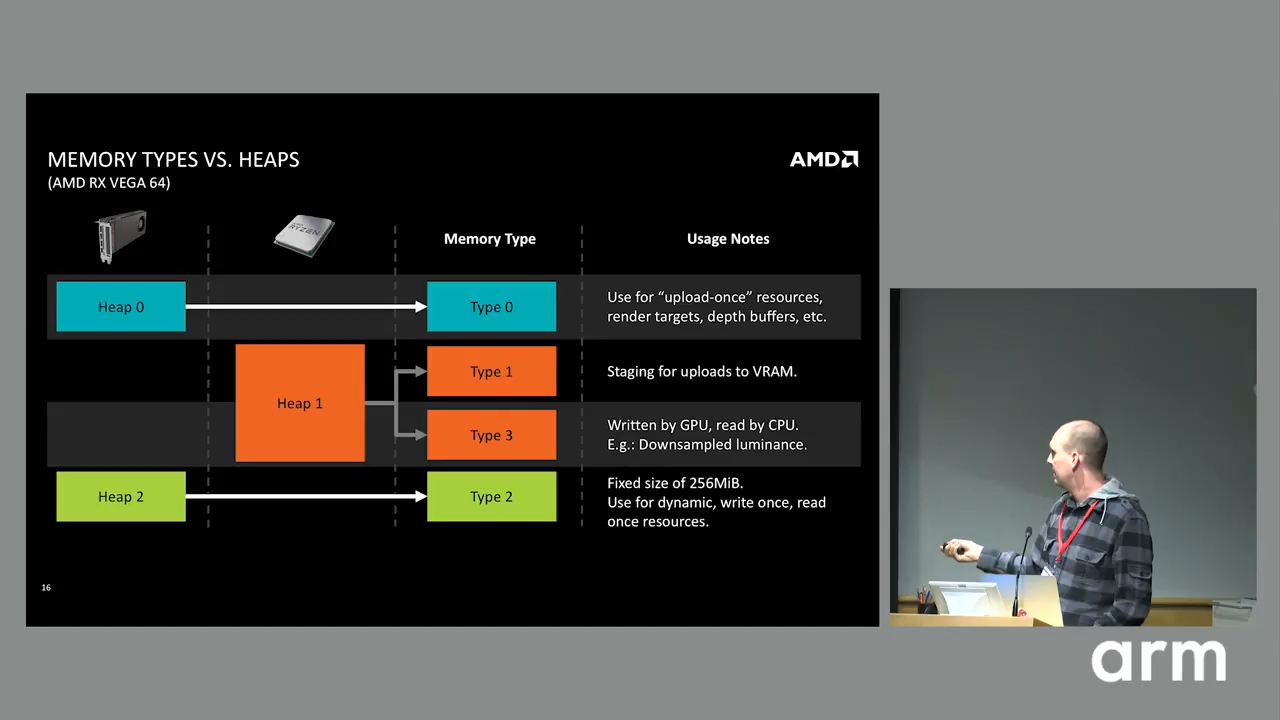 MEMORY TYPES VS. HEAPS
(AMD RX VEGA 64)
AMD
RYZEN
Memory Type
Usage Notes
Heap 0
Type 0
Use for “upload-once” resources,
render targets, depth buffers, etc.
Heap 1
Type 1
Staging for uploads to VRAM.
Type 3
Written by GPU, read by CPU.
E.g.: Downsampled luminance.
Heap 2
Type 2
Fixed size of 256MiB.
Use for dynamic, write once, read
once resources.
16
arm